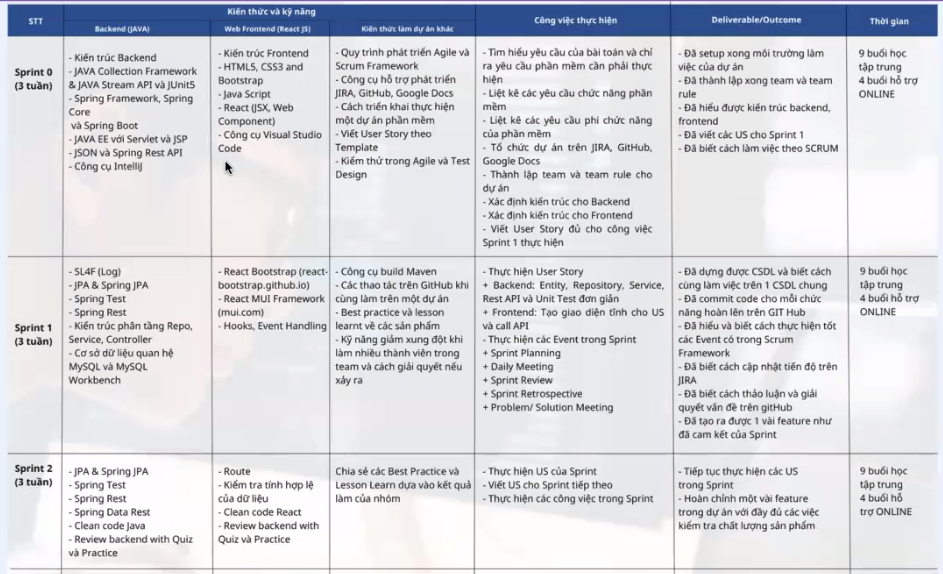 STT
Kiến thức và kỹ năng
Backend (JAVA)
Web Frontend (React JS)
Kiến thức làm dự án khác
Công việc thực hiện
Deliverable/Outcome
Thời gian
Sprint 0
(3 tuần)
- Kiến trúc Backend
- JAVA Collection Framework
& JAVA Stream API và JUnit5
- Spring Framework, Spring
Core
và Spring Boot
- JAVA EE với Servlet và JSP
- JSON và Spring Rest API
- Công cụ IntelliJ
- Kiến trúc Frontend
- HTML5, CSS3 and
Bootstrap
- Java Script
- React (JSX, Web
Component)
- Công cụ Visual Studio
Code
- Quy trình phát triển Agile và
Scrum Framework
- Công cụ hỗ trợ phát triển
JIRA, GitHub, Google Docs
- Cách triển khai thực hiện
một dự án phần mềm
- Viết User Story theo
Template
- Kiểm thử trong Agile và Test
Design
- Tìm hiểu yêu cầu của bài toán và chỉ
ra yêu cầu phần mềm cần phải thực
hiện
- Liệt kê các yêu cầu chức năng phần
mềm
- Liệt kê các yêu cầu phi chức năng
của phần mềm
- Tổ chức dự án trên JIRA, GitHub,
Google Docs
- Thành lập team và team rule cho
dự án
- Xác định kiến trúc cho Backend
- Xác định kiến trúc cho Frontend
- Viết User Story đủ cho công việc
Sprint 1 thực hiện
- Đã setup xong môi trường làm
việc của dự án
- Đã thành lập xong team và team
rule
- Đã hiểu được kiến trúc backend,
frontend
- Đã viết các US cho Sprint 1
- Đã biết cách làm việc theo SCRUM
9 buổi học
tập trung
4 buổi hỗ trợ
ONLINE
Sprint 1
(3 tuần)
- SL4F (Log)
- JPA & Spring JPA
- Spring Test
- Spring Rest
- Kiến trúc phân tầng Repo,
Service, Controller
- Cơ sở dữ liệu quan hệ
MySQL và MySQL
Workbench
- React Bootstrap (react-
bootstrap.github.io)
- React MUI Framework
(mui.com)
- Hooks, Event Handling
- Công cụ build Maven
- Các thao tác trên GitHub khi
cùng làm trên một dự án
- Best practice và lesson
learnt về các sản phẩm
- Kỹ năng giảm xung đột khi
làm nhiều thành viên trong
team và cách giải quyết nếu
xảy ra
- Thực hiện User Story
+ Backend: Entity, Repository, Service,
Rest API và Unit Test đơn giản
+ Frontend: Tạo giao diện tĩnh cho US
và call API
- Thực hiện các Event trong Sprint
+ Sprint Planning
+ Daily Meeting
+ Sprint Review
+ Sprint Retrospective
+ Problem/ Solution Meeting
- Đã dựng được CSDL và biết cách
cùng làm việc trên 1 CSDL chung
- Đã commit code cho mỗi chức
năng hoàn lên trên GIT Hub
- Đã hiểu và biết cách thực hiện tốt
các Event có trong Scrum
Framework
- Đã biết cách cập nhật tiến độ trên
JIRA
- Đã biết cách thảo luận và giải
quyết vấn đề trên gitHub
- Đã tạo ra được 1 vài feature như
đã cam kết của Sprint
9 buổi học
tập trung
4 buổi hỗ trợ
ONLINE
Sprint 2
(3 tuần)
- JPA & Spring JPA
- Spring Test
- Spring Rest
- Spring Data Rest
- Clean code Java
- Review backend with Quiz
và Practice
- Route
- Kiểm tra tính hợp lệ
của dữ liệu
- Clean code React
- Review backend with
Quiz và Practice
Chia sẻ các Best Practice và
Lesson Learn dựa vào kết quả
làm của nhóm
- Thực hiện US của Sprint
- Viết US cho Sprint tiếp theo
- Thực hiện các công việc trong Sprint
- Tiếp tục thực hiện các US
trong Sprint
- Hoàn chỉnh một vài feature
trong dự án với đầy đủ các việc
kiểm tra chất lượng sản phẩm
9 buổi học
tập trung
4 buổi hỗ
trợ ONLINE